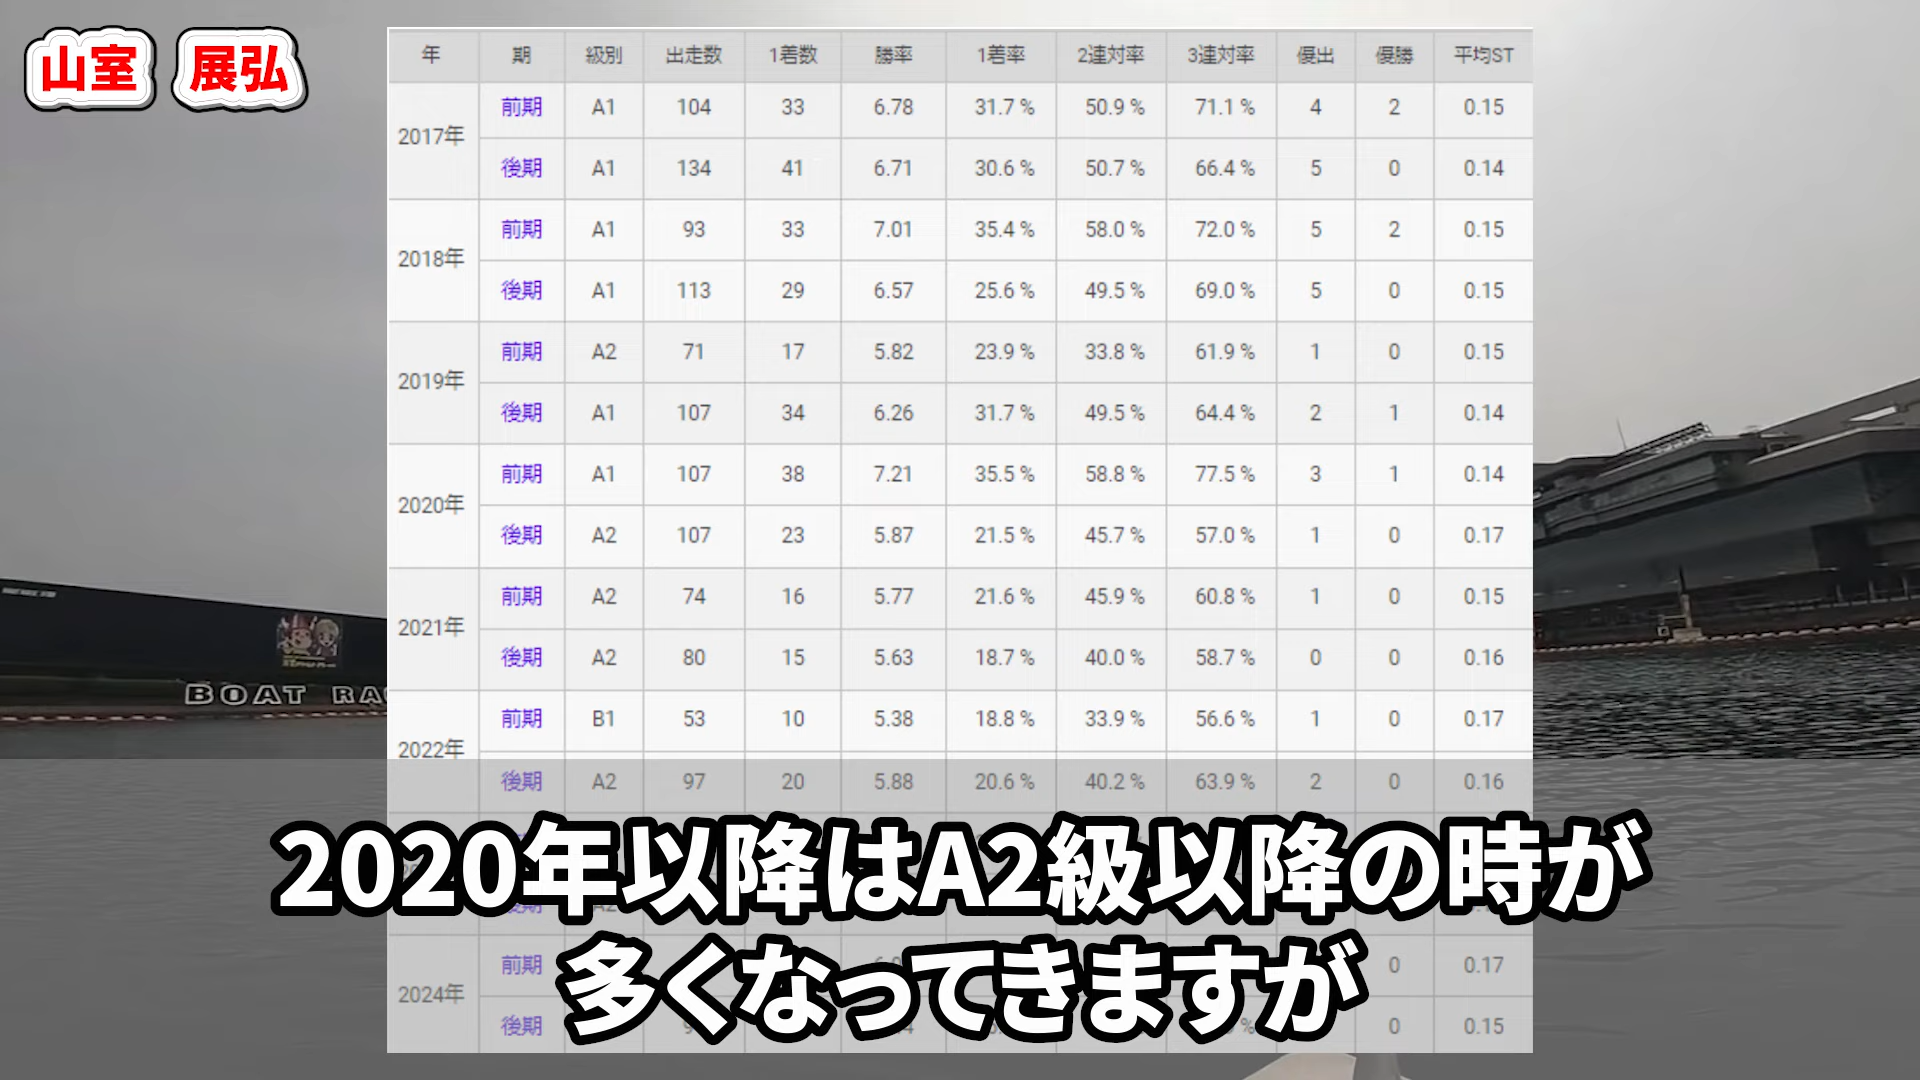 山室 展弘
年 期 級別 出走数 1着数 勝率 1着率 2連対率 3連対率 優出 優勝 平均ST
2017年 前期 A1 104 33 6.78 31.7 % 50.9 % 71.1 % 4 2 0.15
後期 A1 134 41 6.71 30.6 % 50.7 % 66.4 % 5 0 0.14
2018年 前期 A1 93 33 7.01 35.4 % 58.0 % 72.0 % 5 2 0.15
後期 A1 113 29 6.57 25.6 % 49.5 % 69.0 % 5 0 0.15
2019年 前期 A2 71 17 5.82 23.9 % 33.8 % 61.9 % 1 0 0.15
後期 A1 107 34 6.26 31.7 % 49.5 % 64.4 % 2 1 0.14
2020年 前期 A1 107 38 7.21 35.5 % 58.8 % 77.5 % 3 1 0.14
後期 A2 107 23 5.87 21.5 % 45.7 % 57.0 % 1 0 0.17
2021年 前期 A2 74 16 5.77 21.6 % 45.9 % 60.8 % 1 0 0.15
後期 A2 80 15 5.63 18.7 % 40.0 % 58.7 % 0 0 0.16
2022年 前期 B1 53 10 5.38 18.8 % 33.9 % 56.6 % 1 0 0.17
後期 A2 97 20 5.88 20.6 % 40.2 % 63.9 % 2 0 0.16
2024年 前期 0 0.17
後期 0 0.15
BOAT RA
2020年以降はA2級以降の時が
多くなってきますが